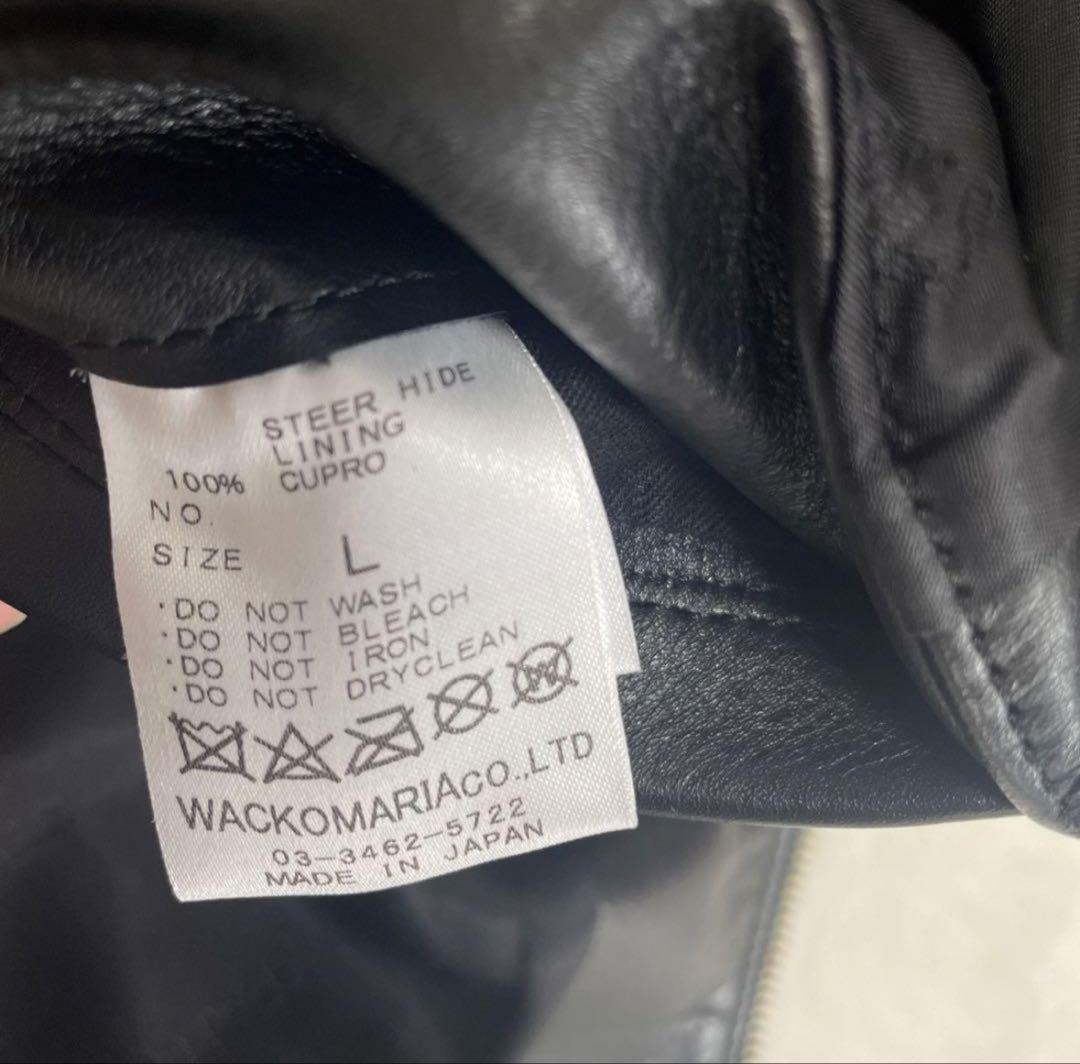 STEER HIDE
LINING
100% CUPRO
NO.
SIZE L
･DO NOT WASH
･DO NOT BLEACH
･DO NOT IRON
･DO NOT DRYCLEAN
WACKOMARIACO.,LTD
03-3462-5722
MADE IN JAPAN